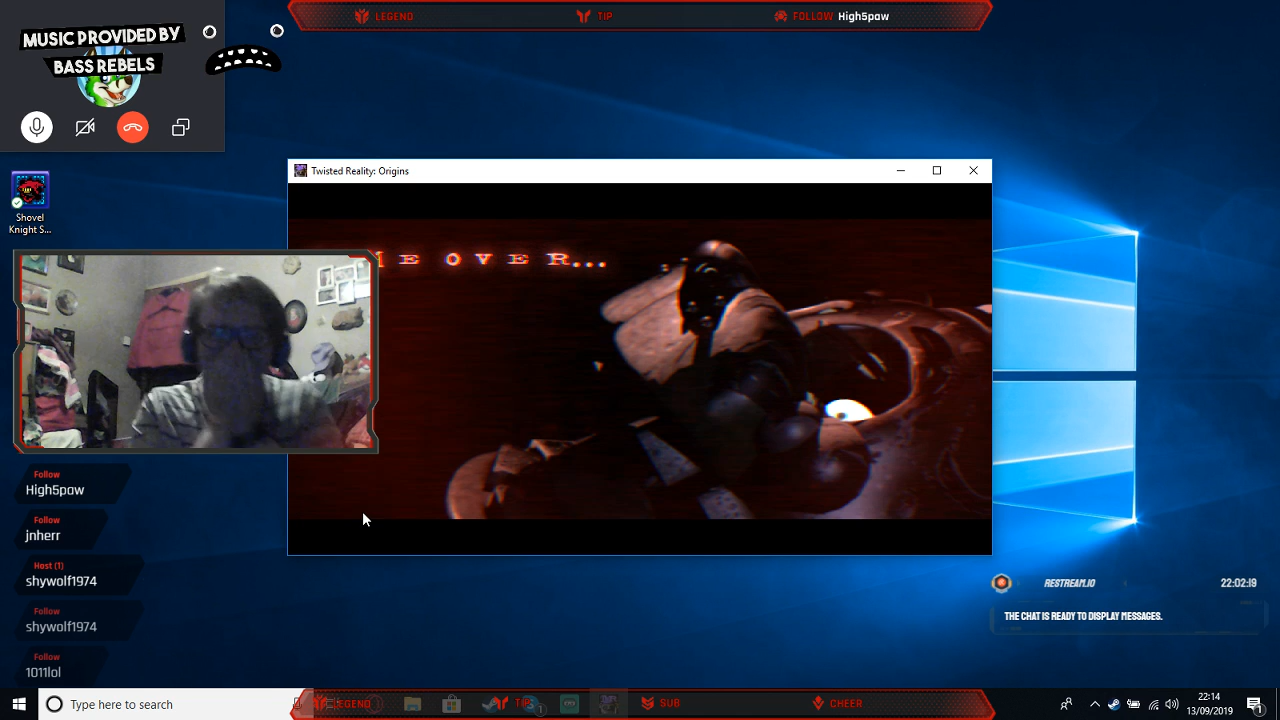 LEGEND
TIP
FOLLOW High5paw
MUSIC PROVIDED BY
BASS REBELS
Twisted Reality: Origins
Shovel
Knight S...
ME OVER...
Follow
High5paw
Follow
jnherr
Host (1)
shywolf1974
Follow
shywolf1974
Follow
1011lol
RESTREAM.IO
22:02:19
THE CHAT IS READY TO DISPLAY MESSAGES.
Type here to search
LEGEND
TIP
SUB
CHEER
22:14
13/09/2019